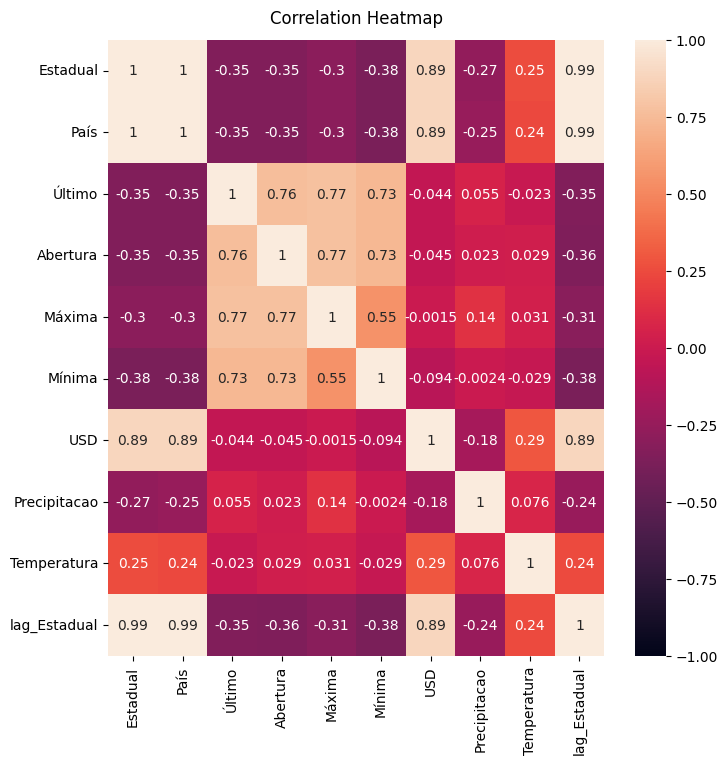 Correlation Heatmap
Estadual 1 1 -0.35 -0.35 -0.3 -0.38 0.89 -0.27 0.25 0.99
País 1 1 -0.35 -0.35 -0.3 -0.38 0.89 -0.25 0.24 0.99
Último -0.35 -0.35 1 0.76 0.77 0.73 -0.044 0.055 -0.023 -0.35
Abertura -0.35 -0.35 0.76 1 0.77 0.73 -0.045 0.023 0.029 -0.36
Máxima -0.3 -0.3 0.77 0.77 1 0.55 -0.0015 0.14 0.031 -0.31
Mínima -0.38 -0.38 0.73 0.73 0.55 1 -0.094 -0.0024 -0.029 -0.38
USD 0.89 0.89 -0.044 -0.045 -0.0015 -0.094 1 -0.18 0.29 0.89
Precipitacao -0.27 -0.25 0.055 0.023 0.14 -0.0024 -0.18 1 0.076 -0.24
Temperatura 0.25 0.24 -0.023 0.029 0.031 -0.029 0.29 0.076 1 0.24
lag_Estadual 0.99 0.99 -0.35 -0.36 -0.31 -0.38 0.89 -0.24 0.24 1
Estadual
País
Último
Abertura
Máxima
Mínima
USD
Precipitacao
Temperatura
lag_Estadual
1.00
0.75
0.50
0.25
0.00
−0.25
−0.50
−0.75
−1.00